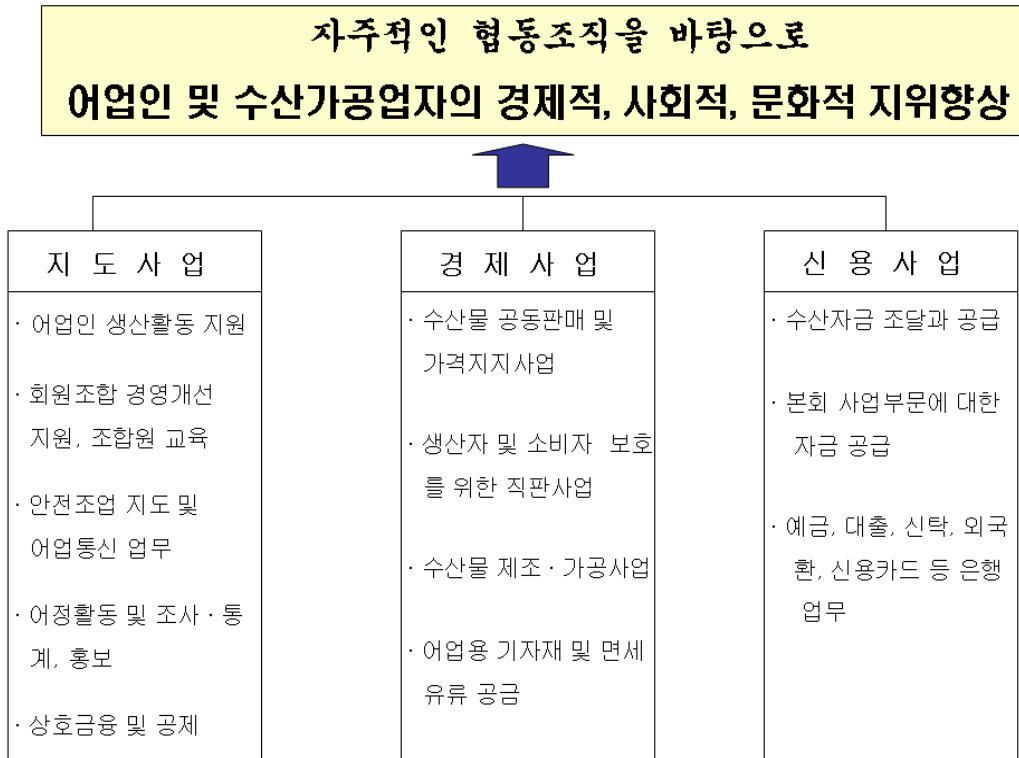 자주적인 협동조직을 바탕으로
어업인 및 수산가공업자의 경제적, 사회적, 문화적 지위향상
지 도 사 업
· 어업인 생산활동 지원
· 회원조합 경영개선
지원, 조합원 교육
· 안전조업 지도 및
어업통신 업무
· 어정활동 및 조사 · 통
계, 홍보
· 상호금융 및 공제
경 제 사 업
· 수산물 공동판매 및
가격지지사업
· 생산자 및 소비자 보호
를 위한 직판사업
· 수산물 제조 · 가공사업
· 어업용 기자재 및 면세
유류 공금
신 용 사 업
· 수산자금 조달과 공급
· 본회 사업부문에 대한
자금 공급
· 예금, 대출, 신탁, 외국
환, 신용카드 등 은행
업무